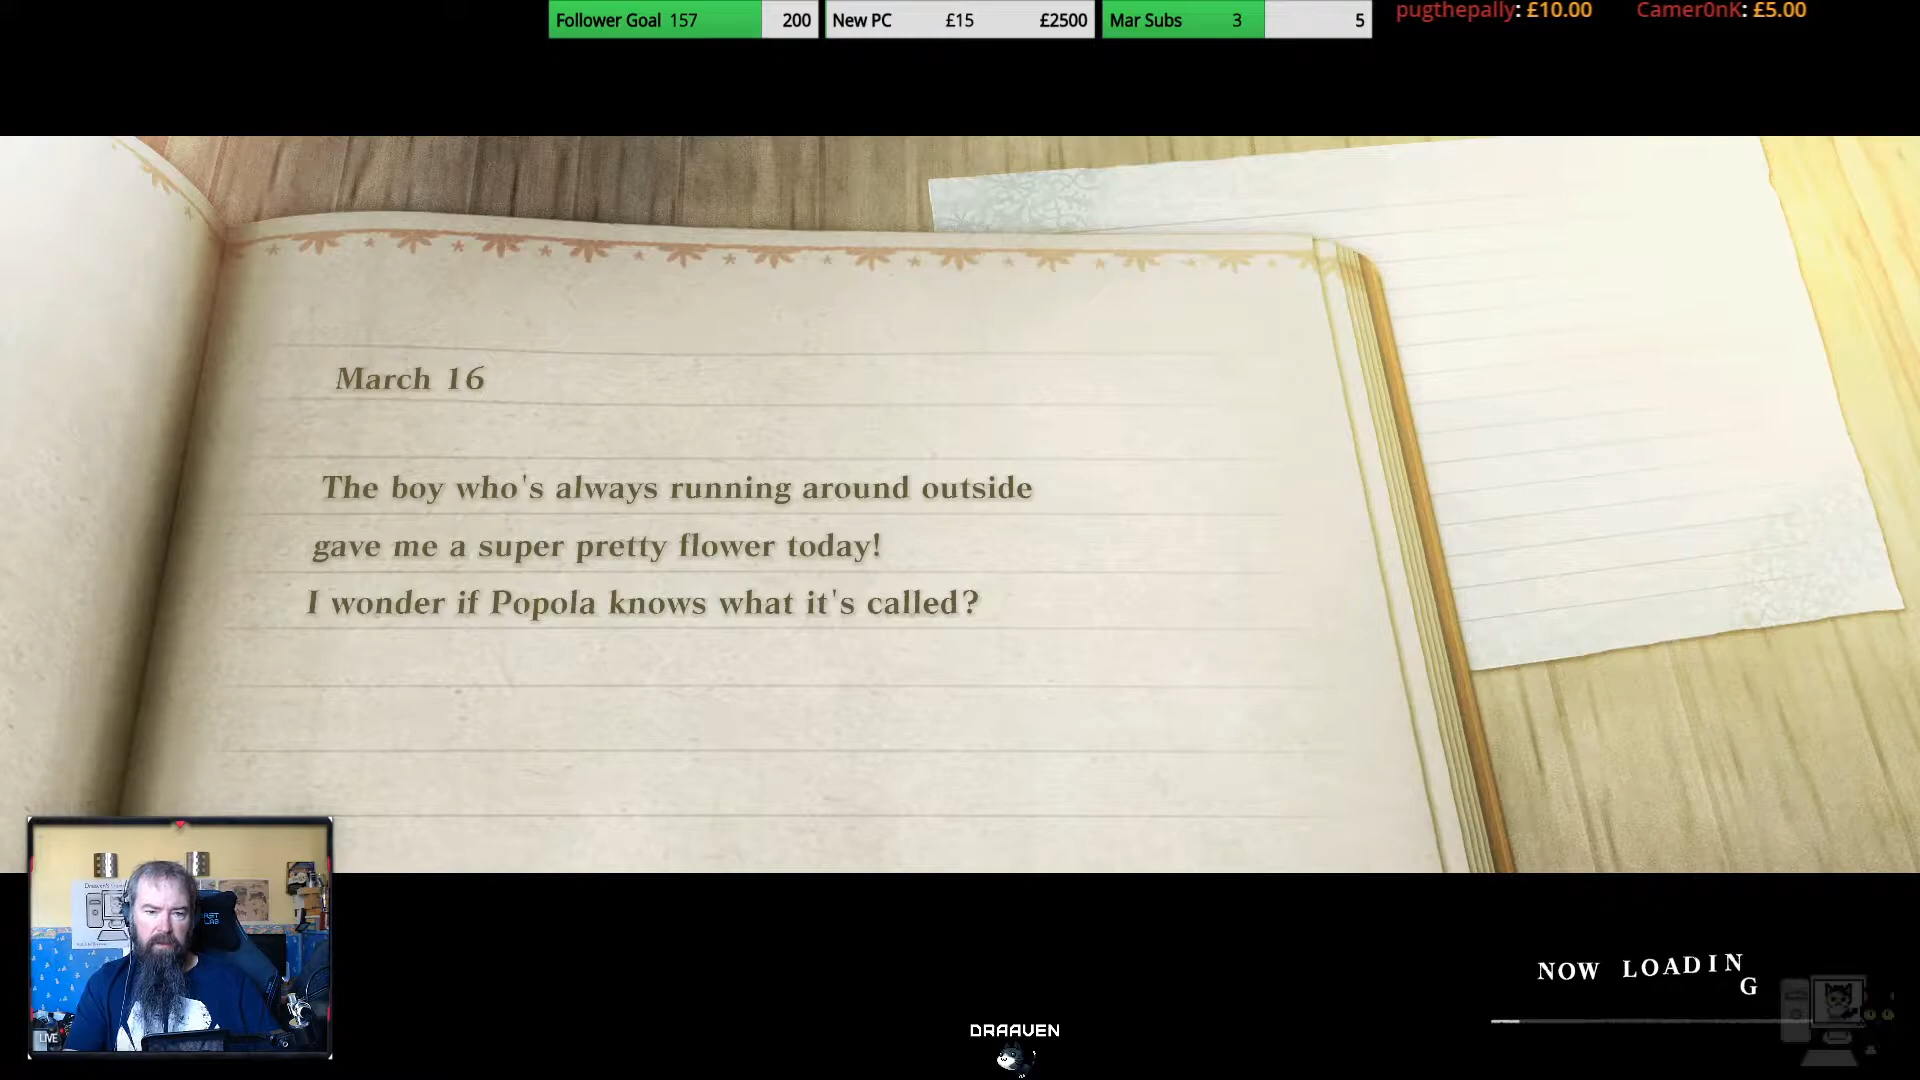 Follower Goal 157 200 New PC £15 £2500 Mar Subs 3 5 pugthepally: £10.00 Camer0nK: £5.00
March 16
The boy who's always running around outside
gave me a super pretty flower today!
I wonder if Popola knows what it's called?
LIVE
NOW LOADING
DRAAVEN